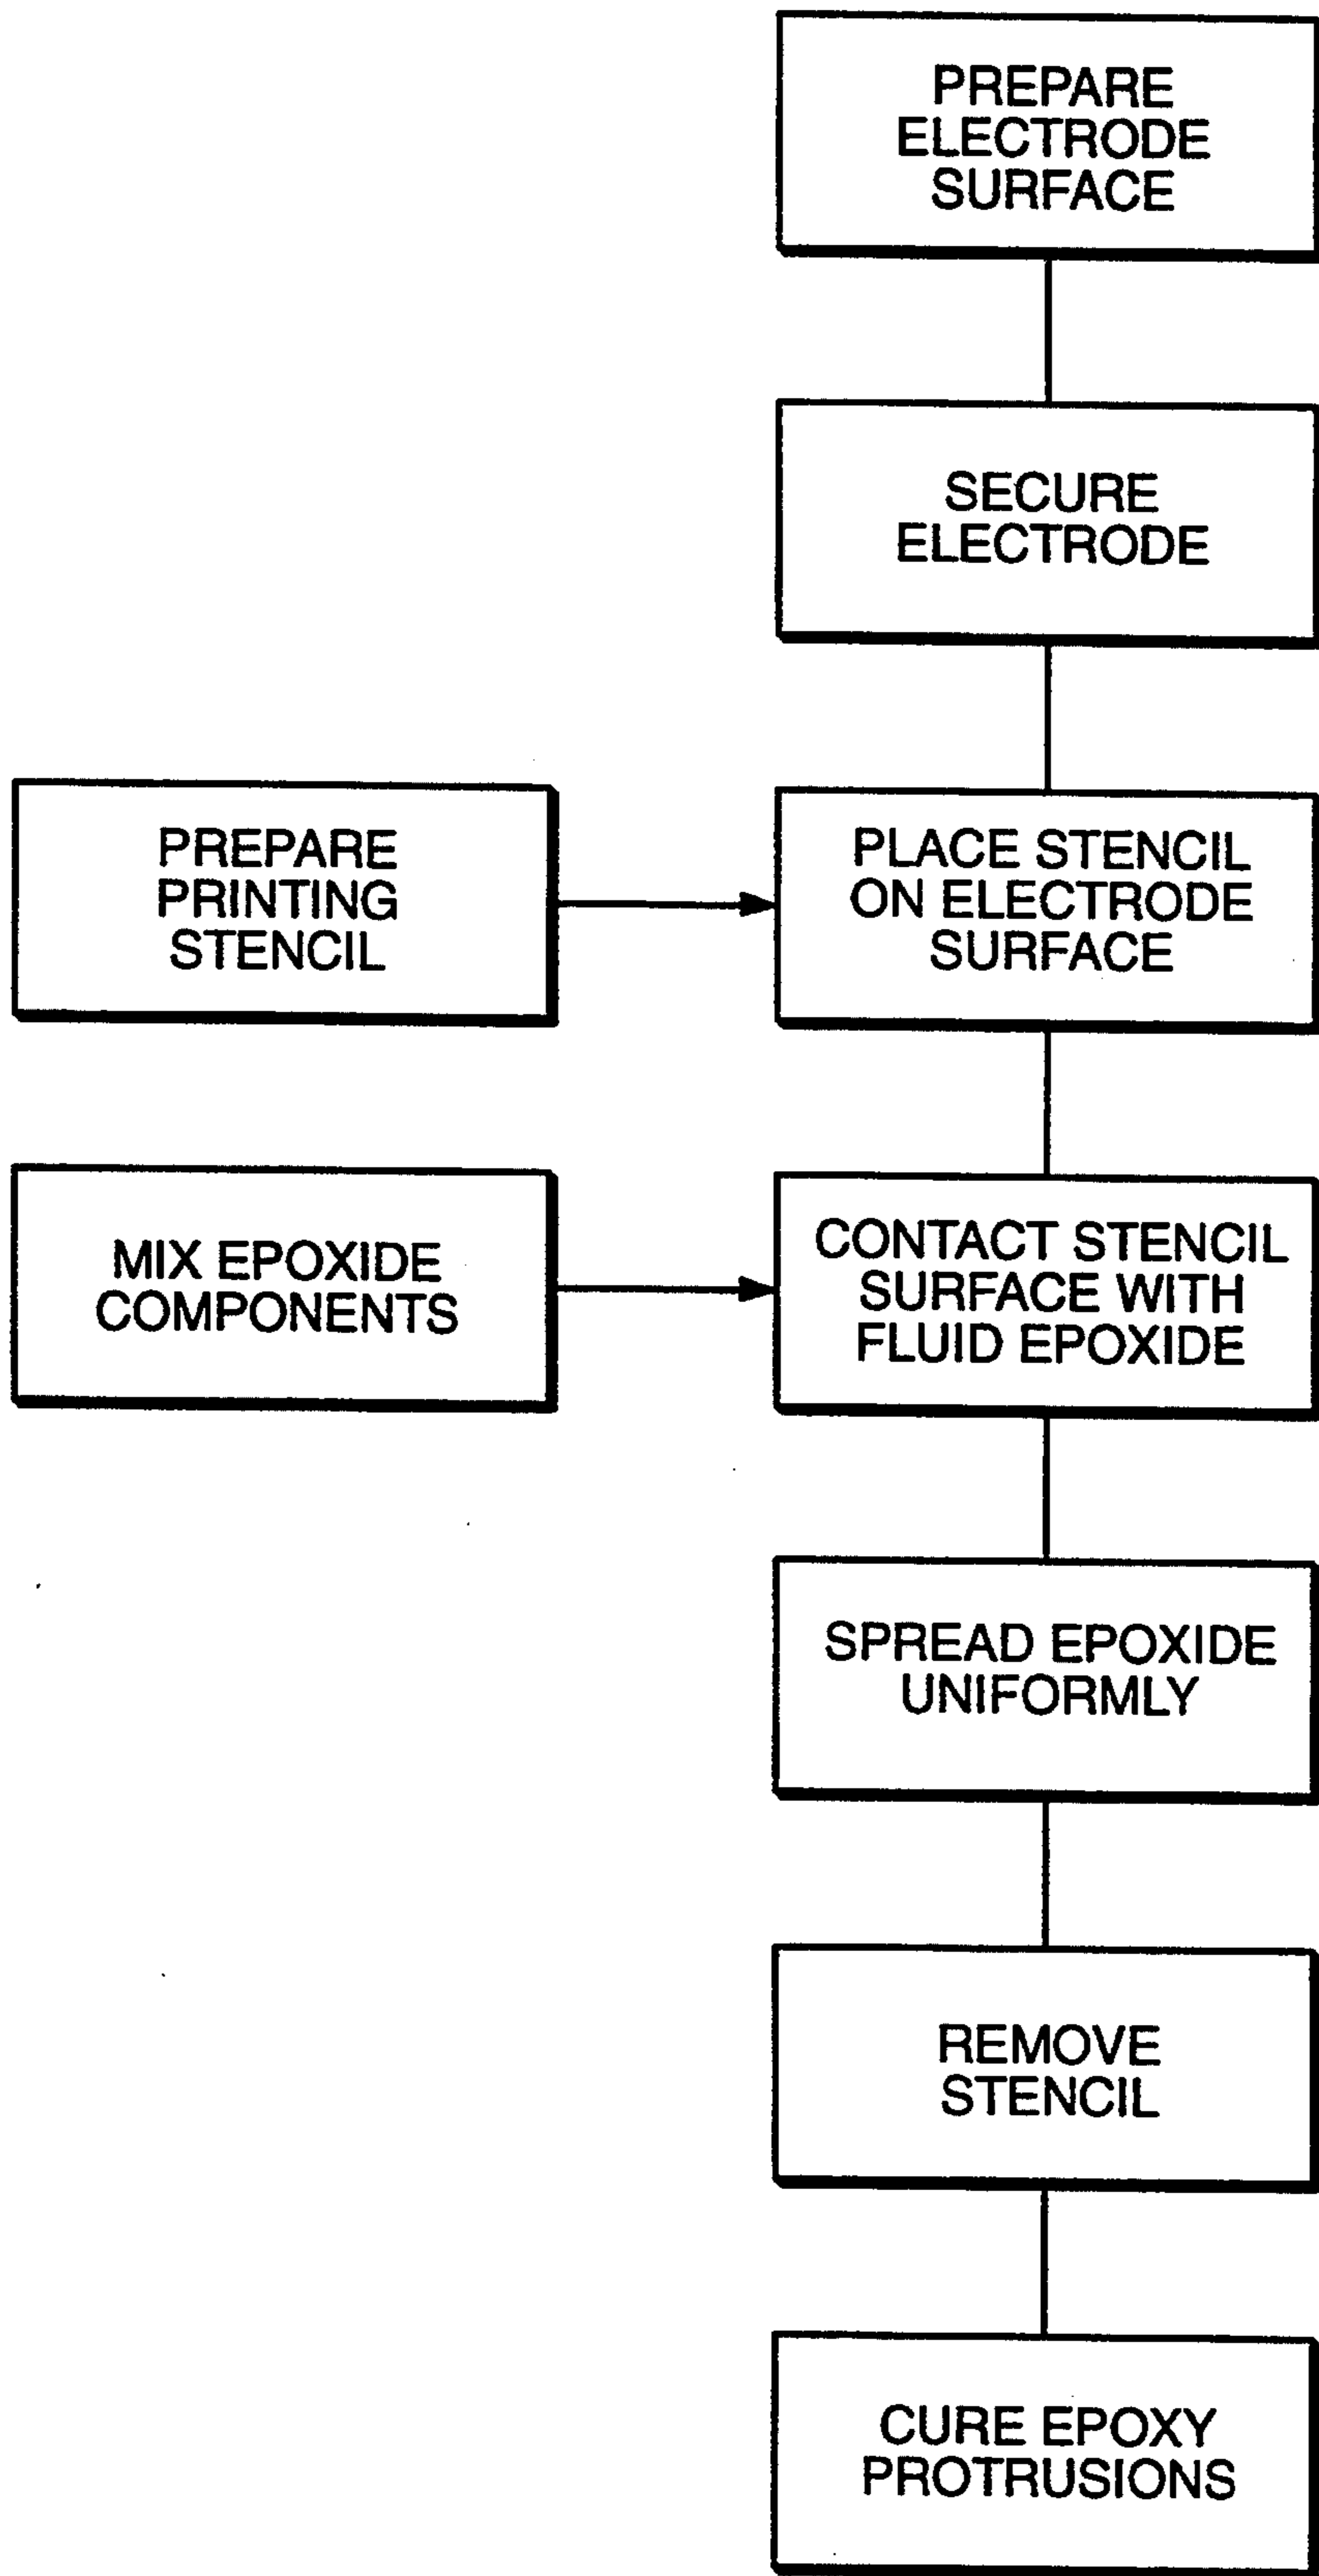 PREPARE
ELECTRODE
SURFACE
SECURE
ELECTRODE
PREPARE
PRINTING
STENCIL
PLACE STENCIL
ON ELECTRODE
SURFACE
MIX EPOXIDE
COMPONENTS
CONTACT STENCIL
SURFACE WITH
FLUID EPOXIDE
SPREAD EPOXIDE
UNIFORMLY
REMOVE
STENCIL
CURE EPOXY
PROTRUSIONS